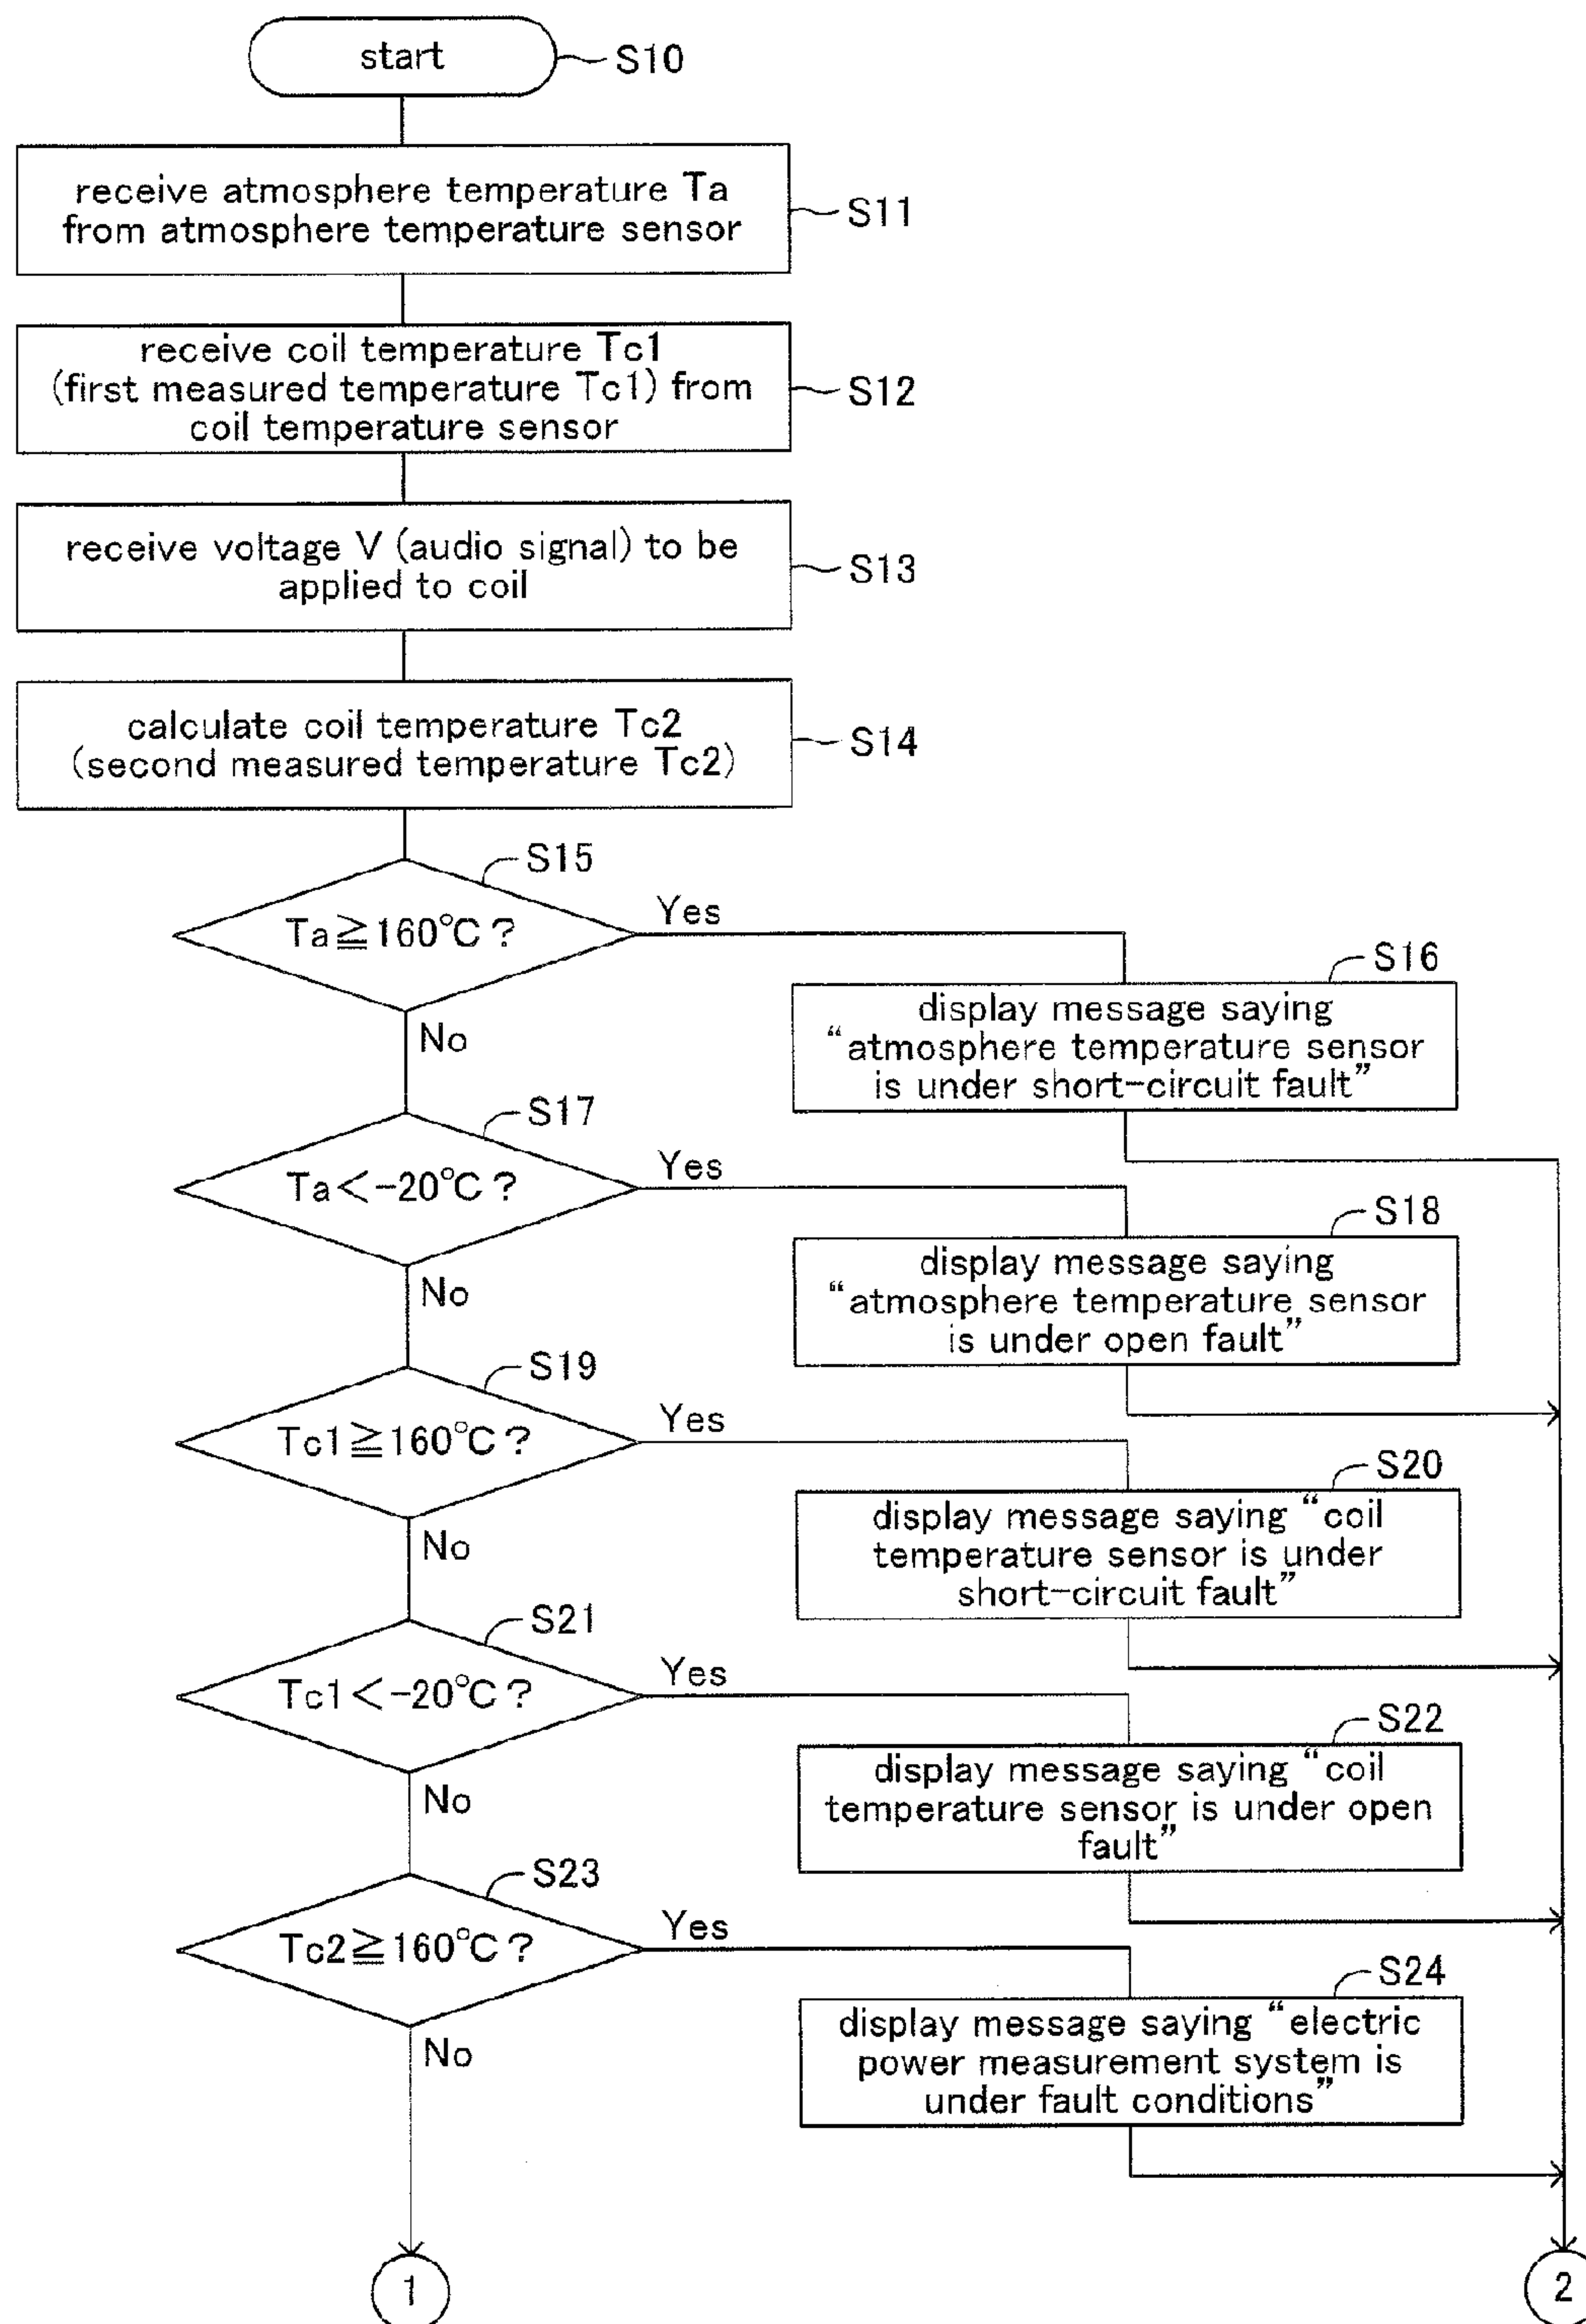 start
S10
receive atmosphere temperature Ta
from atmosphere temperature sensor
S11
receive coil temperature Tc1
(first measured temperature Tc1) from
coil temperature sensor
S12
receive voltage V (audio signal) to be
applied to coil
S13
calculate coil temperature Tc2
(second measured temperature Tc2)
S14
S15
Ta≧160℃?
Yes
No
S16
display message saying
“atmosphere temperature sensor
is under short-circuit fault”
S17
Ta<-20℃?
Yes
No
S18
display message saying
“atmosphere temperature sensor
is under open fault”
S19
Tc1≧160℃?
Yes
No
S20
display message saying “coil
temperature sensor is under
short-circuit fault”
S21
Tc1<-20℃?
Yes
No
S22
display message saying “coil
temperature sensor is under open
fault”
S23
Tc2≧160℃?
Yes
No
S24
display message saying “electric
power measurement system is
under fault conditions”
1
2